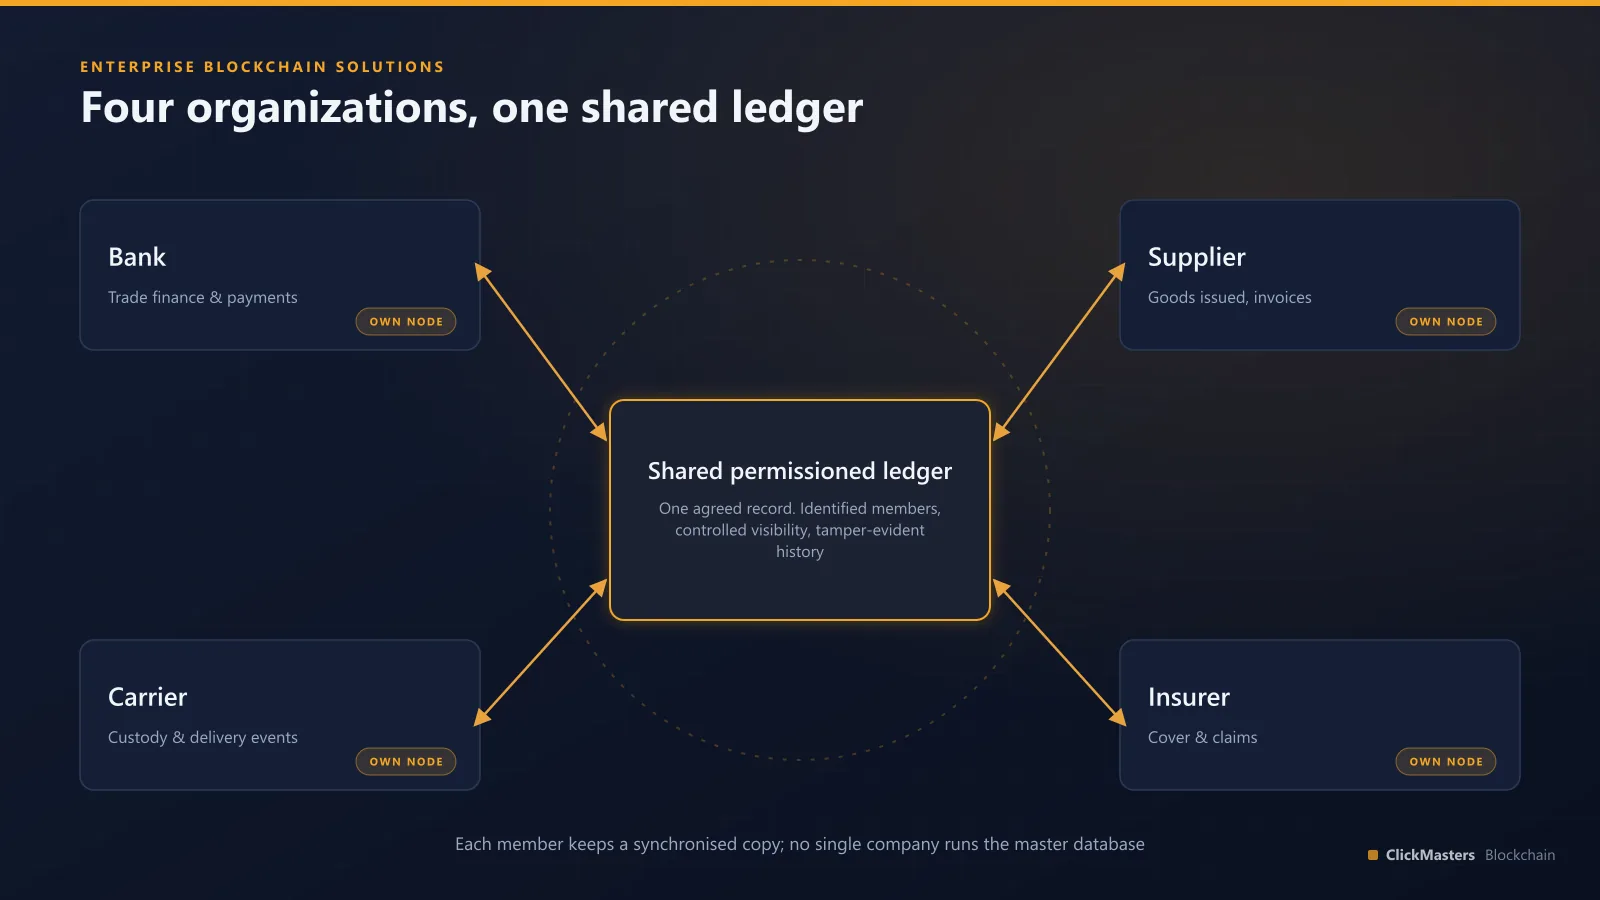 ENTERPRISE BLOCKCHAIN SOLUTIONS
Four organizations, one shared ledger
Bank
Trade finance & payments
OWN NODE
Supplier
Goods issued, invoices
OWN NODE
Shared permissioned ledger
One agreed record. Identified members,
controlled visibility, tamper-evident
history
Carrier
Custody & delivery events
OWN NODE
Insurer
Cover & claims
OWN NODE
Each member keeps a synchronised copy; no single company runs the master database
ClickMasters Blockchain